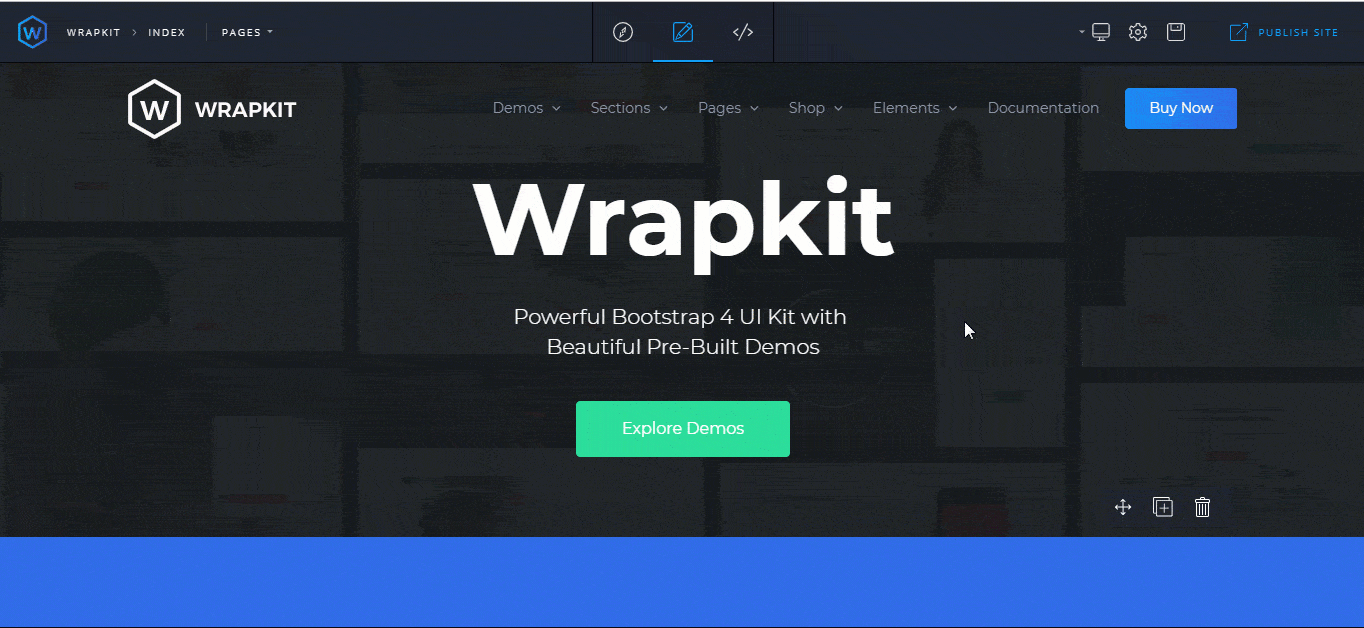 W WRAPKIT > INDEX PAGES
</> PUBLISH SITE
W WRAPKIT Demos Sections Pages Shop Elements Documentation Buy Now
Wrapkit
Powerful Bootstrap 4 UI Kit with
Beautiful Pre-Built Demos
Explore Demos